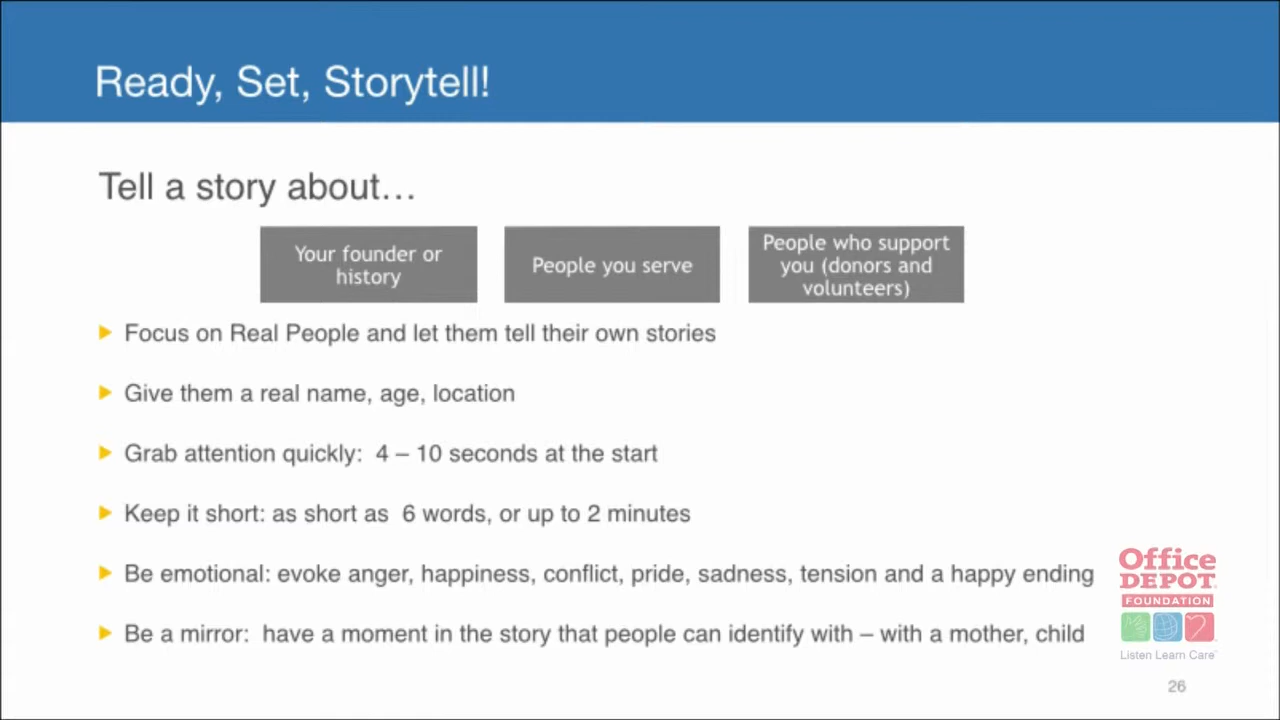 Ready, Set, Storytell!
Tell a story about…
Your founder or
history
People you serve
People who support
you (donors and
volunteers)
Focus on Real People and let them tell their own stories
Give them a real name, age, location
Grab attention quickly:  4 – 10 seconds at the start
Keep it short: as short as  6 words, or up to 2 minutes
Be emotional: evoke anger, happiness, conflict, pride, sadness, tension and a happy ending
Be a mirror:  have a moment in the story that people can identify with – with a mother, child
Office
DEPOT
FOUNDATION
Listen Learn Care
26